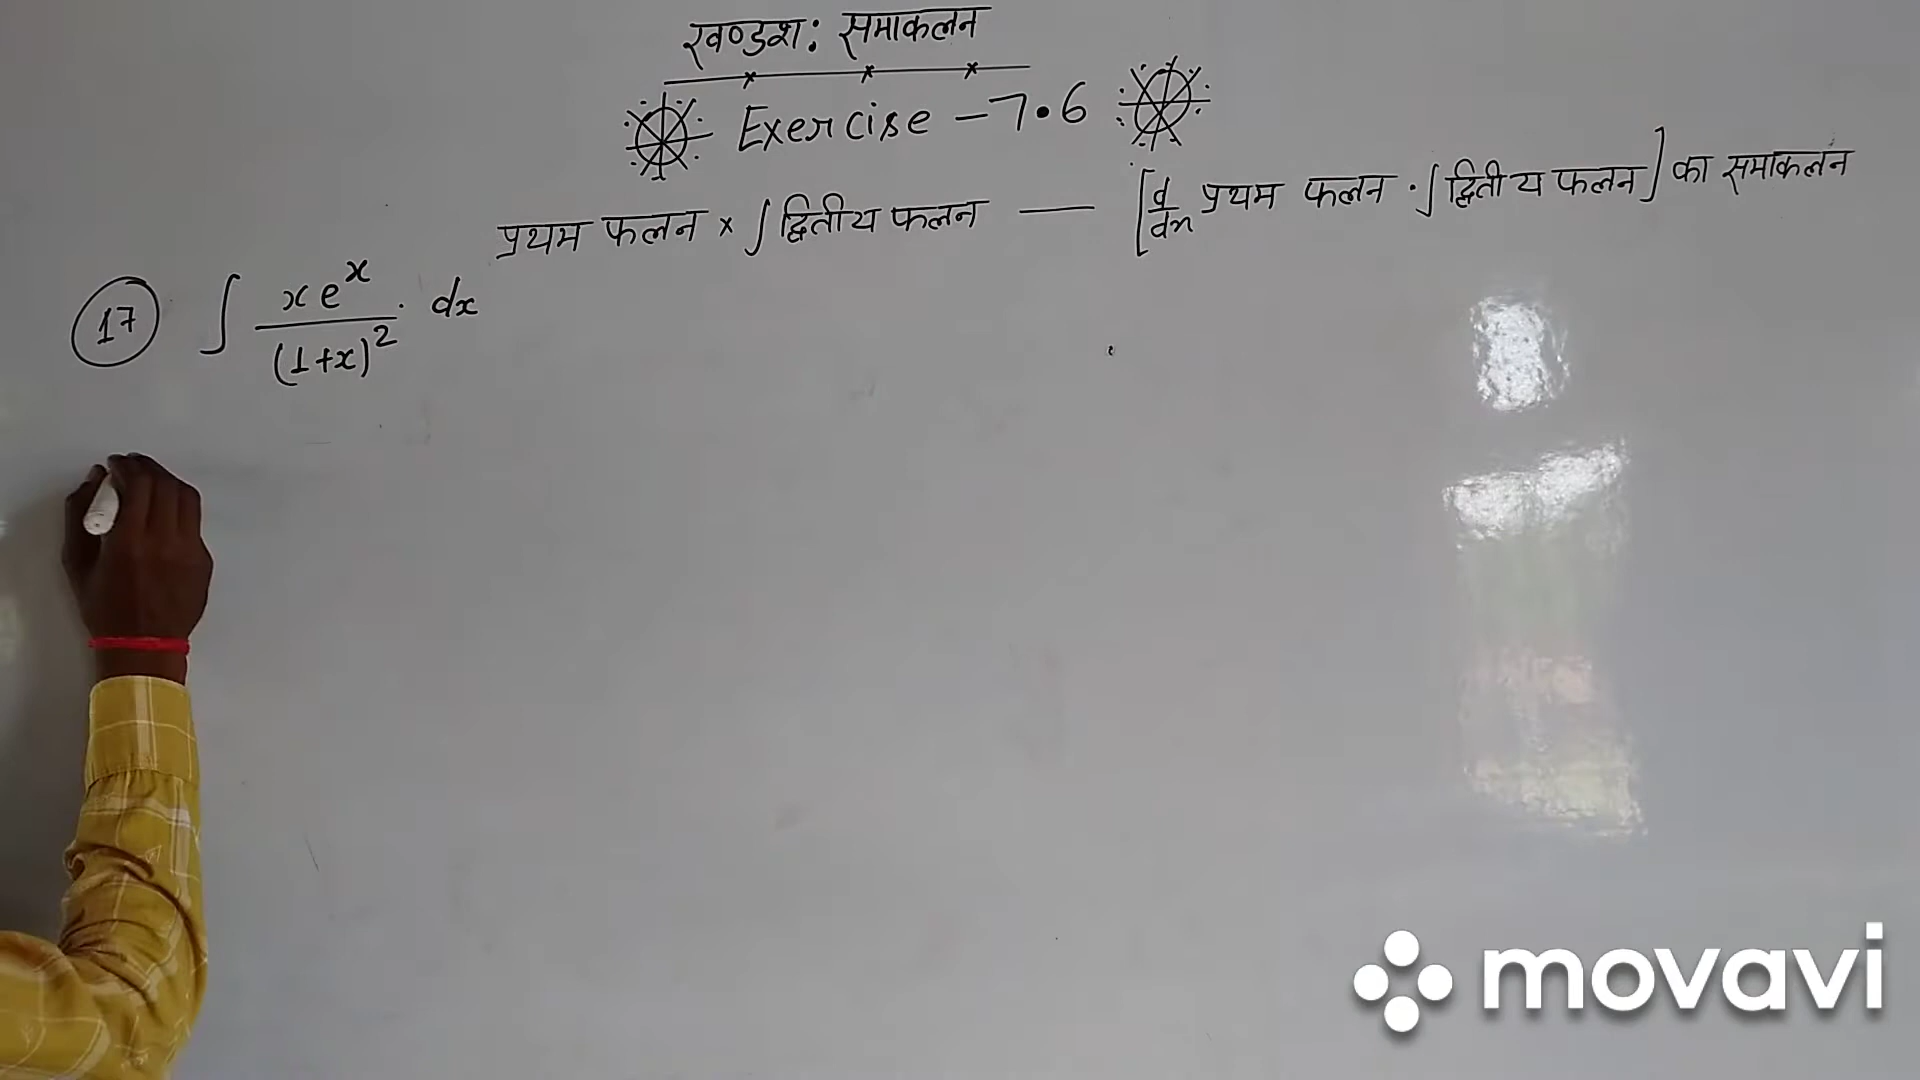 खण्डश: समाकलन
Exercise - 7.6
प्रथम फलन × ∫ द्वितीय फलन — [d/dx प्रथम फलन · ∫ द्वितीय फलन] का समाकलन
17 ∫ xe^x/(1+x)^2 · dx
movavi